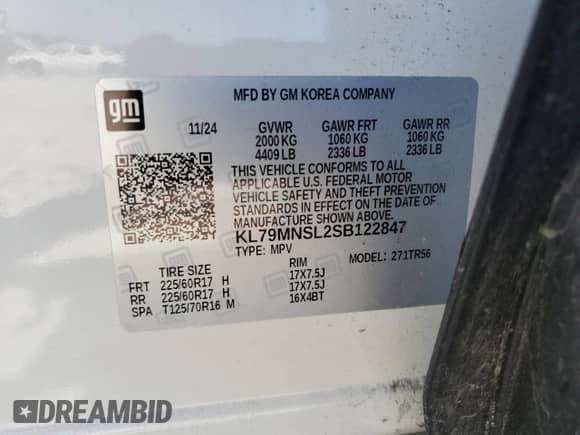 gm
MFD BY GM KOREA COMPANY
11/24 GVWR GAWR FRT GAWR RR
2000 KG 1060 KG 1060 KG
4409 LB 2336 LB 2336 LB
THIS VEHICLE CONFORMS TO ALL
APPLICABLE U.S. FEDERAL MOTOR
VEHICLE SAFETY AND THEFT PREVENTION
STANDARDS IN EFFECT ON THE DATE OF
MANUFACTURE SHOWN ABOVE.
KL79MNSL2SB122847
TYPE: MPV MODEL: 271TR56
TIRE SIZE RIM
FRT 225/60R17 H 17X7.5J
RR 225/60R17 H 17X7.5J
SPA T125/70R16 M 16X4BT
DREAMBID